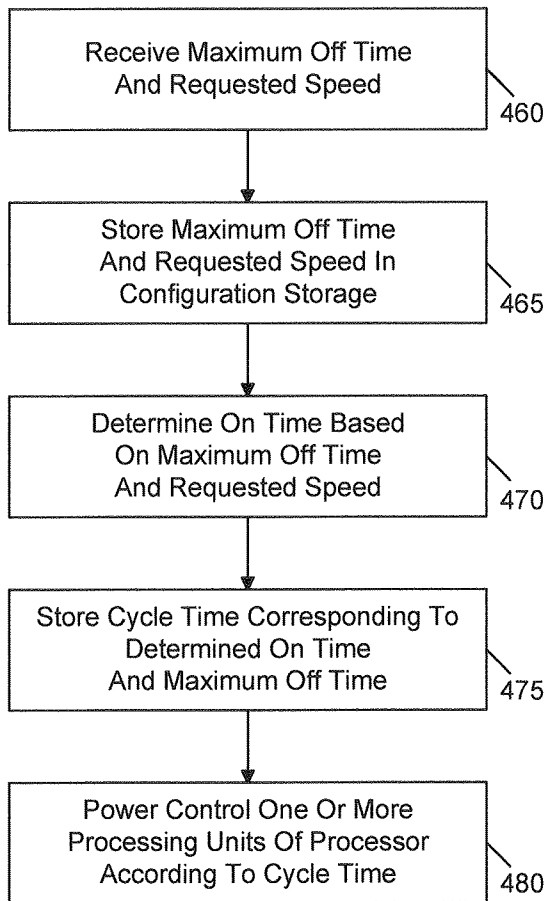 Receive Maximum Off Time
And Requested Speed
460
Store Maximum Off Time
And Requested Speed In
Configuration Storage
465
Determine On Time Based
On Maximum Off Time
And Requested Speed
470
Store Cycle Time Corresponding To
Determined On Time
And Maximum Off Time
475
Power Control One Or More
Processing Units Of Processor
According To Cycle Time
480